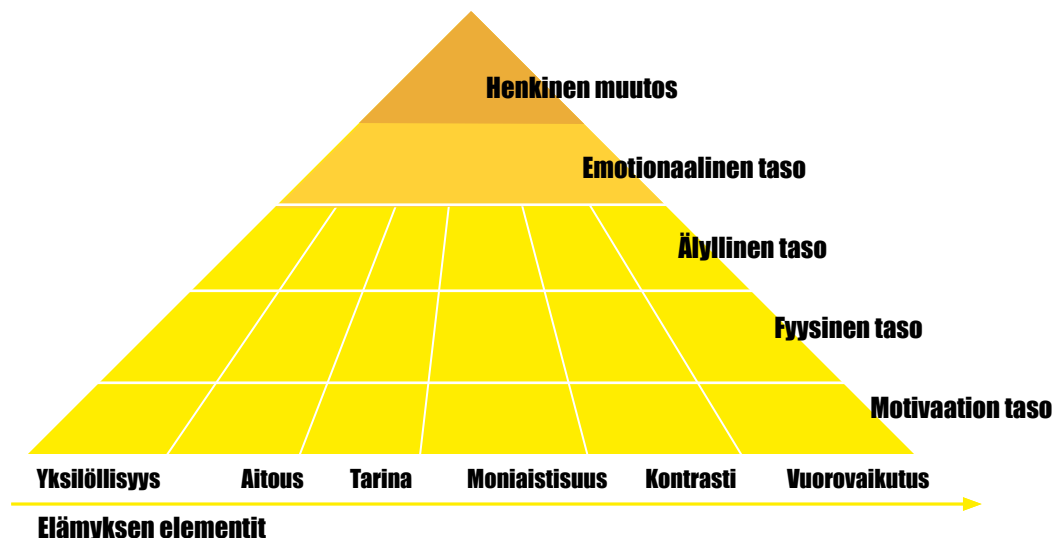 Henkinen muutos
Emotionaalinen taso
Älyllinen taso
Fyysinen taso
Motivaation taso
Yksilöllisyys Aitous Tarina Moniaistisuus Kontrasti Vuorovaikutus
Elämyksen elementit